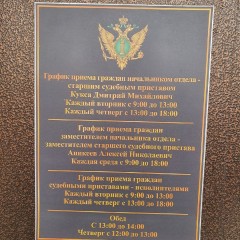 График приема граждан начальником отдела -
старшим судебным приставом
Кукса Дмитрий Михайлович
Каждый вторник с 9:00 до 13:00
Каждый четверг с 13:00 до 18:00
График приема граждан
заместителем начальника отдела -
заместителем старшего судебного пристава
Аникеев Алексей Николаевич
Каждая среда с 9:00 до 18:00
График приема граждан
судебными приставами - исполнителями
Каждый вторник с 9:00 до 13:00
Каждый четверг с 13:00 до 18:00
Обед
С 13:00 до 14:00
Четверг с 12:00 до 13:00